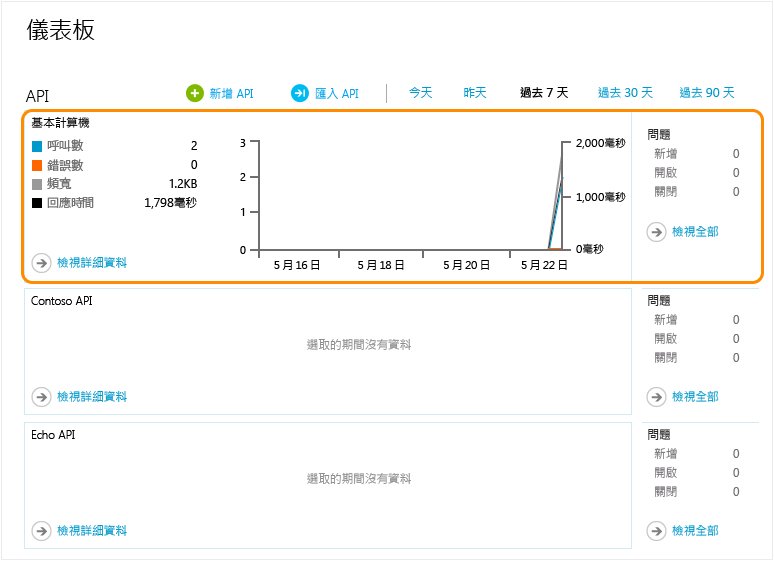 儀表板
API
新增 API
匯入 API
今天
昨天
過去 7 天
過去 30 天
過去 90 天
基本計算機
呼叫數 2
錯誤數 0
頻寬 1.2KB
回應時間 1,798毫秒
檢視詳細資料
3
2
1
0
2,000毫秒
1,000毫秒
0毫秒
5 月 16 日
5 月 18 日
5 月 20 日
5 月 22 日
問題
新增 0
開啟 0
關閉 0
檢視全部
Contoso API
選取的期間沒有資料
檢視詳細資料
問題
新增 0
開啟 0
關閉 0
檢視全部
Echo API
選取的期間沒有資料
檢視詳細資料
問題
新增 0
開啟 0
關閉 0
檢視全部